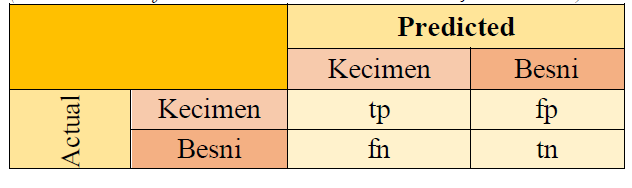 Predicted
Kecimen Besni
Actual Kecimen tp fp
Besni fn tn